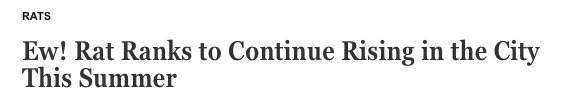 RATS
Ew! Rat Ranks to Continue Rising in the City
This Summer